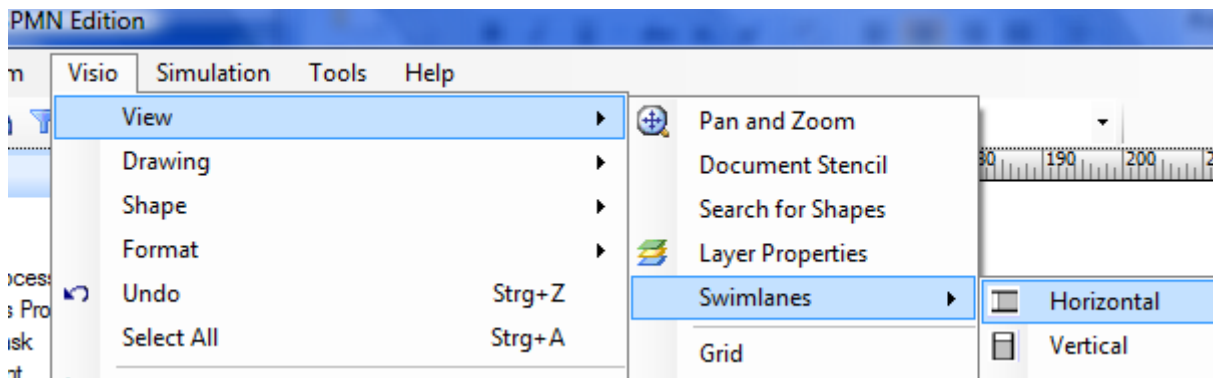 PMN Edition
m Visio Simulation Tools Help
View
Drawing
Shape
Format
Undo Strg+Z
Select All Strg+A
Pan and Zoom
Document Stencil
Search for Shapes
Layer Properties
Swimlanes
Grid
Horizontal
Vertical
190 200